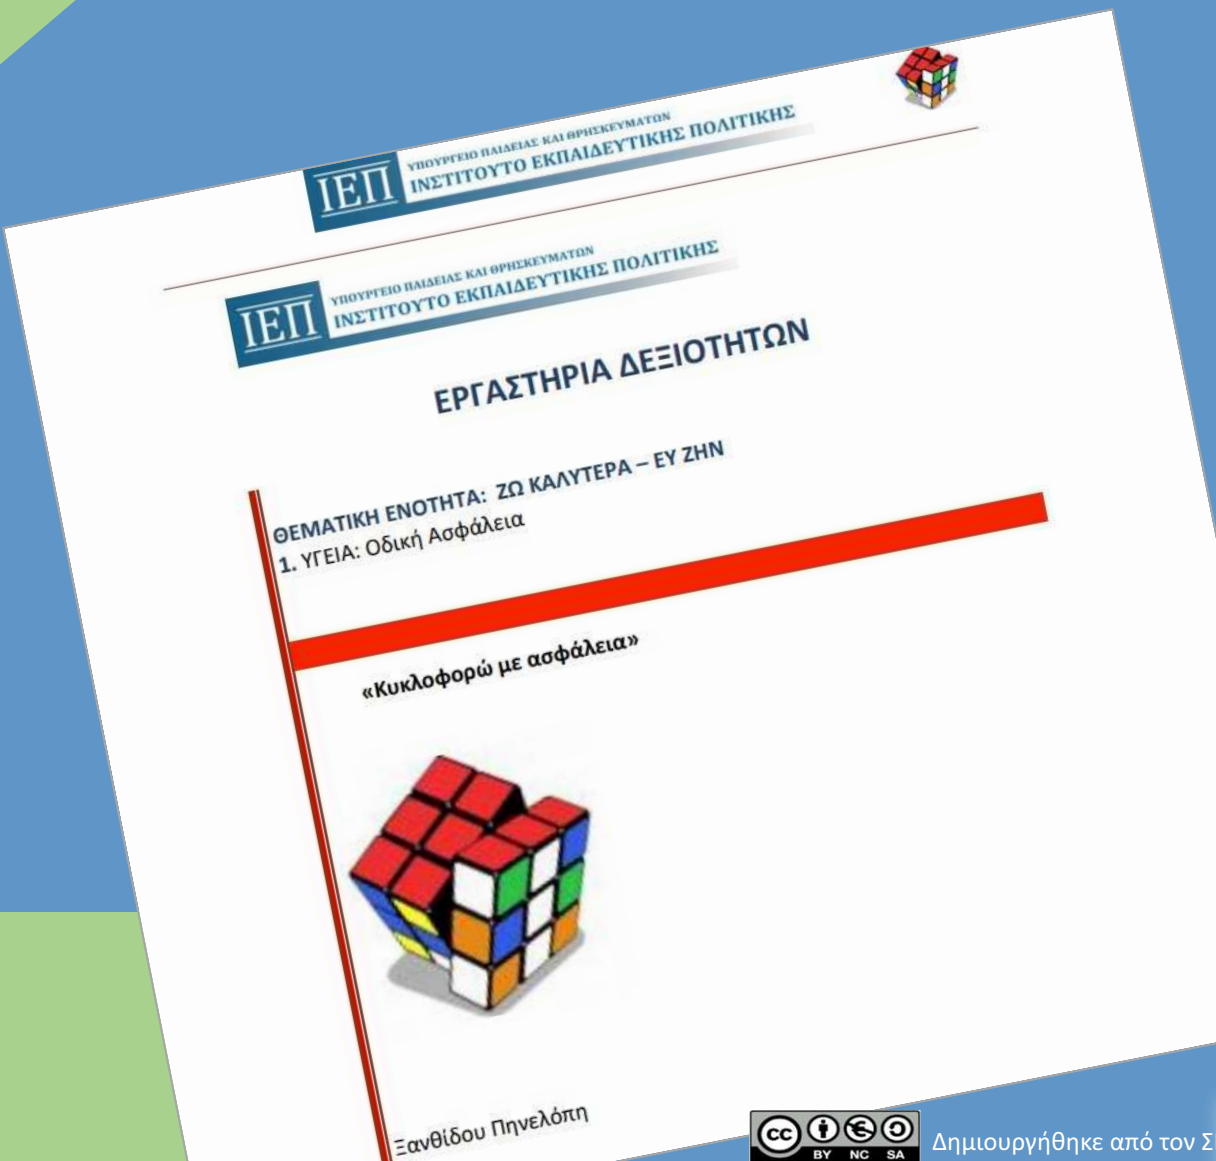 ΙΕΠ
ΥΠΟΥΡΓΕΙΟ ΠΑΙΔΕΙΑΣ ΚΑΙ ΘΡΗΣΚΕΥΜΑΤΩΝ
ΙΝΣΤΙΤΟΥΤΟ ΕΚΠΑΙΔΕΥΤΙΚΗΣ ΠΟΛΙΤΙΚΗΣ
ΙΕΠ
ΥΠΟΥΡΓΕΙΟ ΠΑΙΔΕΙΑΣ ΚΑΙ ΘΡΗΣΚΕΥΜΑΤΩΝ
ΙΝΣΤΙΤΟΥΤΟ ΕΚΠΑΙΔΕΥΤΙΚΗΣ ΠΟΛΙΤΙΚΗΣ
ΕΡΓΑΣΤΗΡΙΑ ΔΕΞΙΟΤΗΤΩΝ
ΘΕΜΑΤΙΚΗ ΕΝΟΤΗΤΑ: ΖΩ ΚΑΛΥΤΕΡΑ – ΕΥ ΖΗΝ
1. ΥΓΕΙΑ: Οδική Ασφάλεια
«Κυκλοφορώ με ασφάλεια»
Ξανθίδου Πηνελόπη
cc BY NC SA
Δημιουργήθηκε από τον Σ